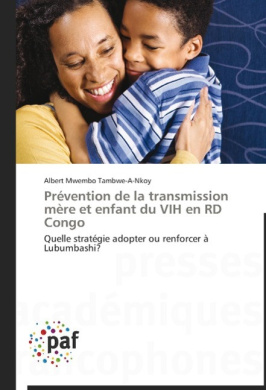 Albert Mwembo Tambwe-A-Nkoy
Prévention de la transmission
mère et enfant du VIH en RD
Congo
Quelle stratégie adopter ou renforcer à
Lubumbashi?
presses
académiques
francophones
paf